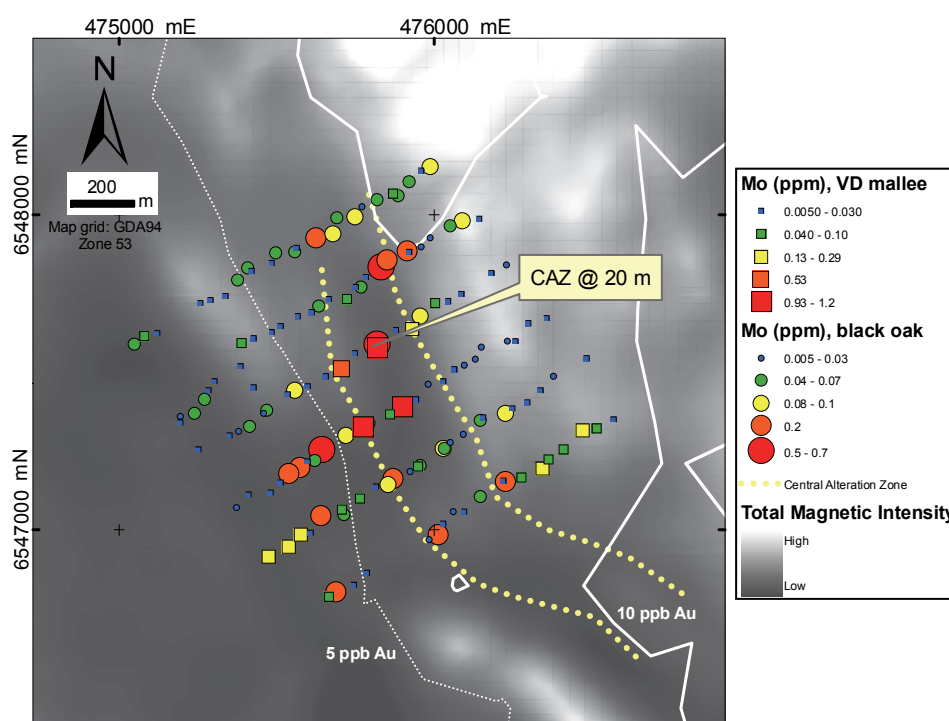 475000 mE
476000 mE
N
200
m
Map grid: GDA94
Zone 53
6548000 mN
6547000 mN
CAZ @ 20 m
5 ppb Au
10 ppb Au
Mo (ppm), VD mallee
0.0050 - 0.030
0.040 - 0.10
0.13 - 0.29
0.53
0.93 - 1.2
Mo (ppm), black oak
0.005 - 0.03
0.04 - 0.07
0.08 - 0.1
0.2
0.5 - 0.7
Central Alteration Zone
Total Magnetic Intensity
High
Low